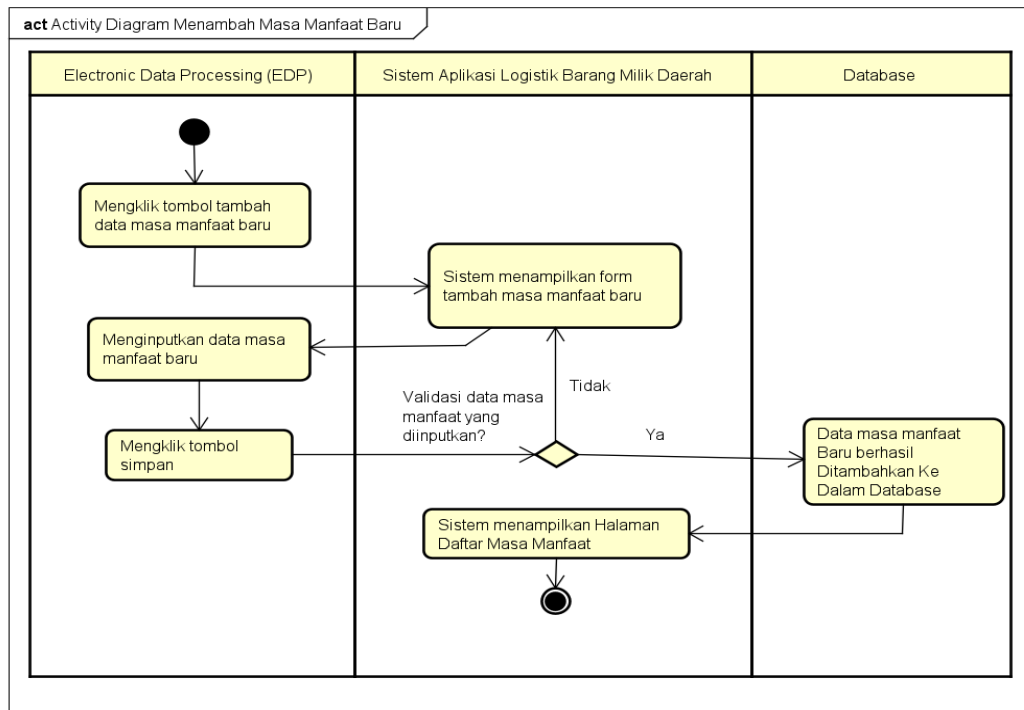 act Activity Diagram Menambah Masa Manfaat Baru
Electronic Data Processing (EDP)
Sistem Aplikasi Logistik Barang Milik Daerah
Database
Mengklik tombol tambah
data masa manfaat baru
Sistem menampilkan form
tambah masa manfaat baru
Menginputkan data masa
manfaat baru
Mengklik tombol
simpan
Validasi data masa
manfaat yang
diinputkan?
Tidak
Ya
Data masa manfaat
Baru berhasil
Ditambahkan Ke
Dalam Database
Sistem menampilkan Halaman
Daftar Masa Manfaat